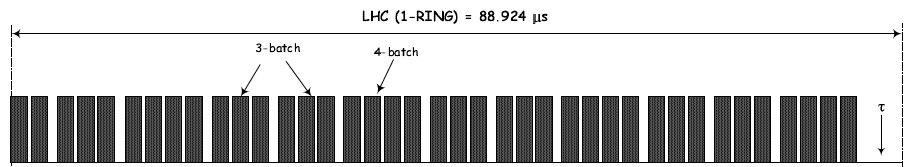 LHC (1-RING) = 88.924 μs
3-batch
4-batch
τ